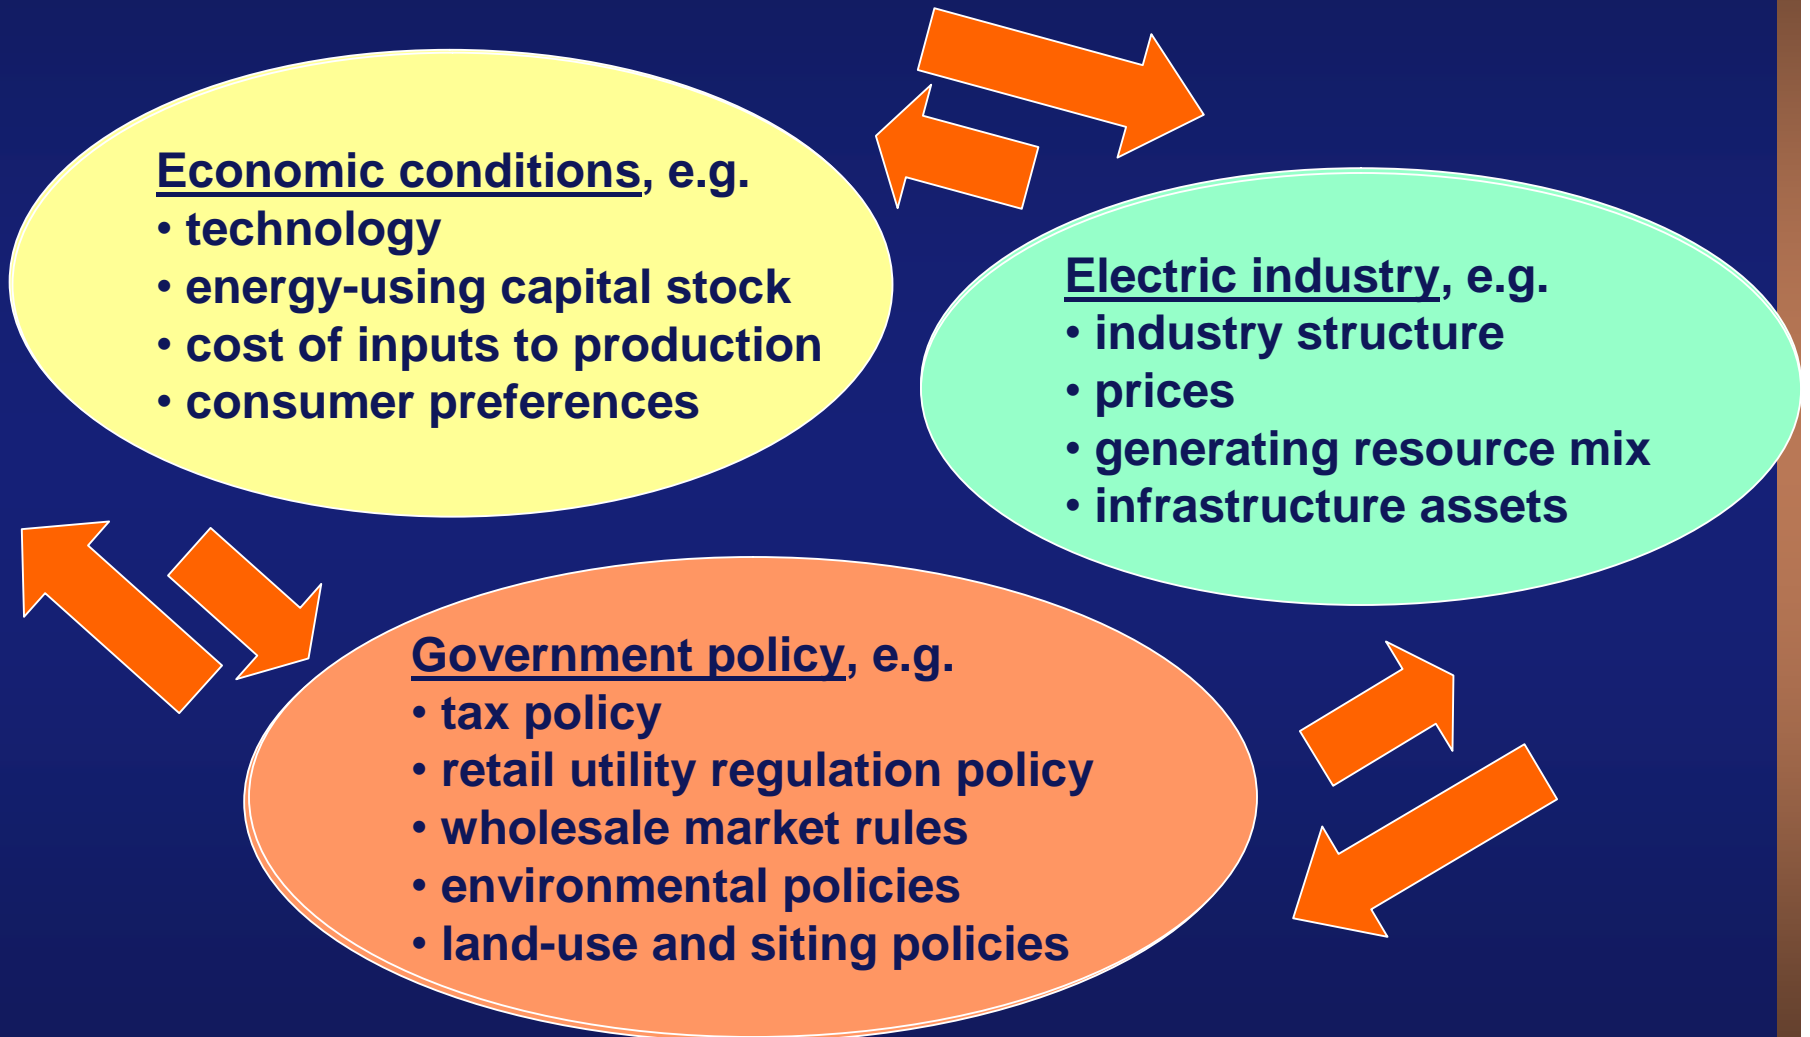 Economic conditions, e.g.
• technology
• energy-using capital stock
• cost of inputs to production
• consumer preferences
Electric industry, e.g.
• industry structure
• prices
• generating resource mix
• infrastructure assets
Government policy, e.g.
• tax policy
• retail utility regulation policy
• wholesale market rules
• environmental policies
• land-use and siting policies